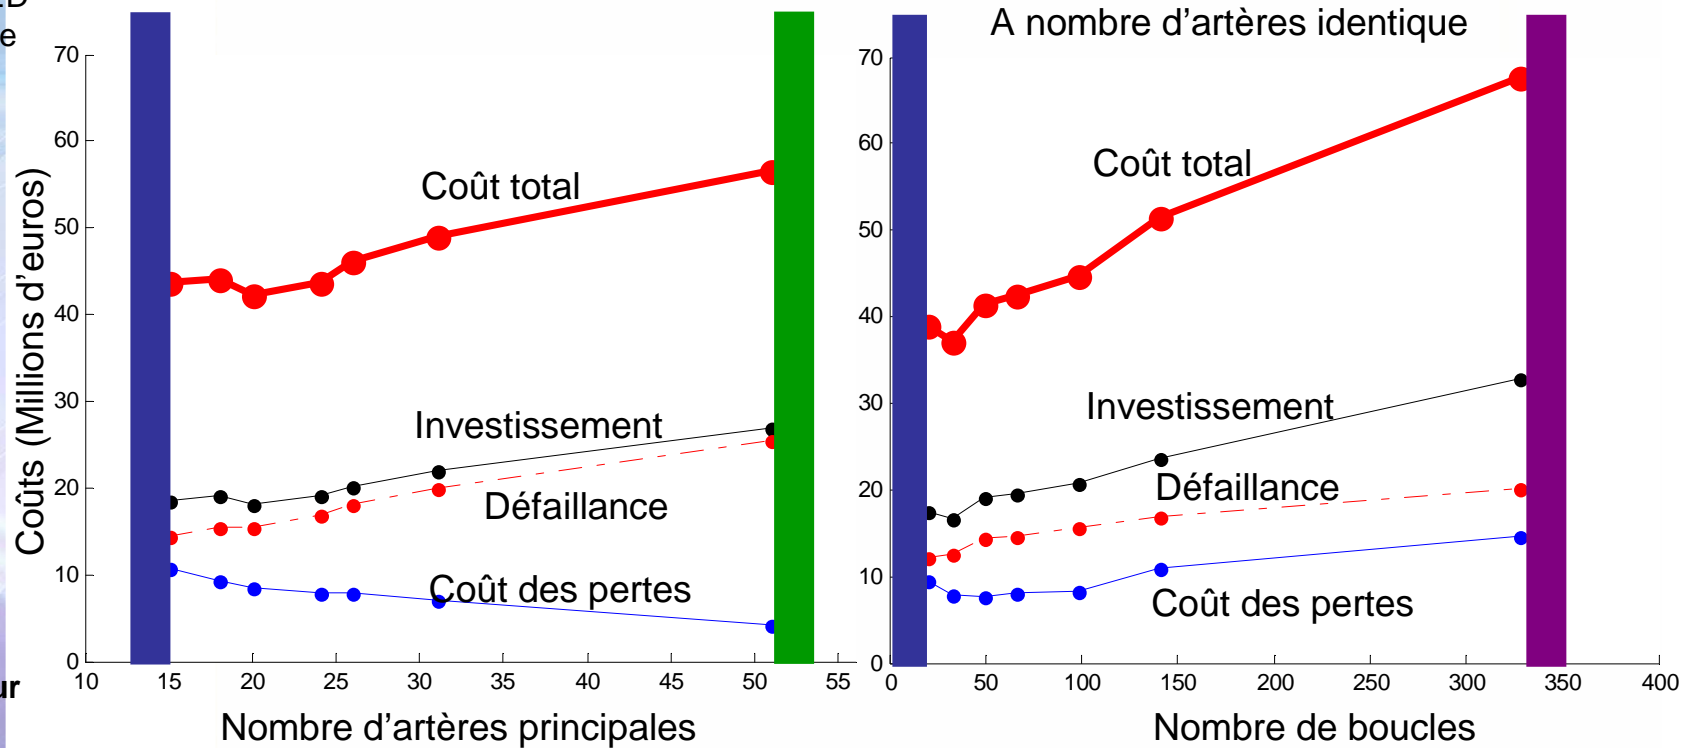 A nombre d'artères identique
Coûts (Millions d'euros)
70
60
50
40
30
20
10
0
Coût total
Investissement
Défaillance
Coût des pertes
10 15 20 25 30 35 40 45 50 55
Nombre d'artères principales
70
60
50
40
30
20
10
0
Coût total
Investissement
Défaillance
Coût des pertes
0 50 100 150 200 250 300 350 400
Nombre de boucles